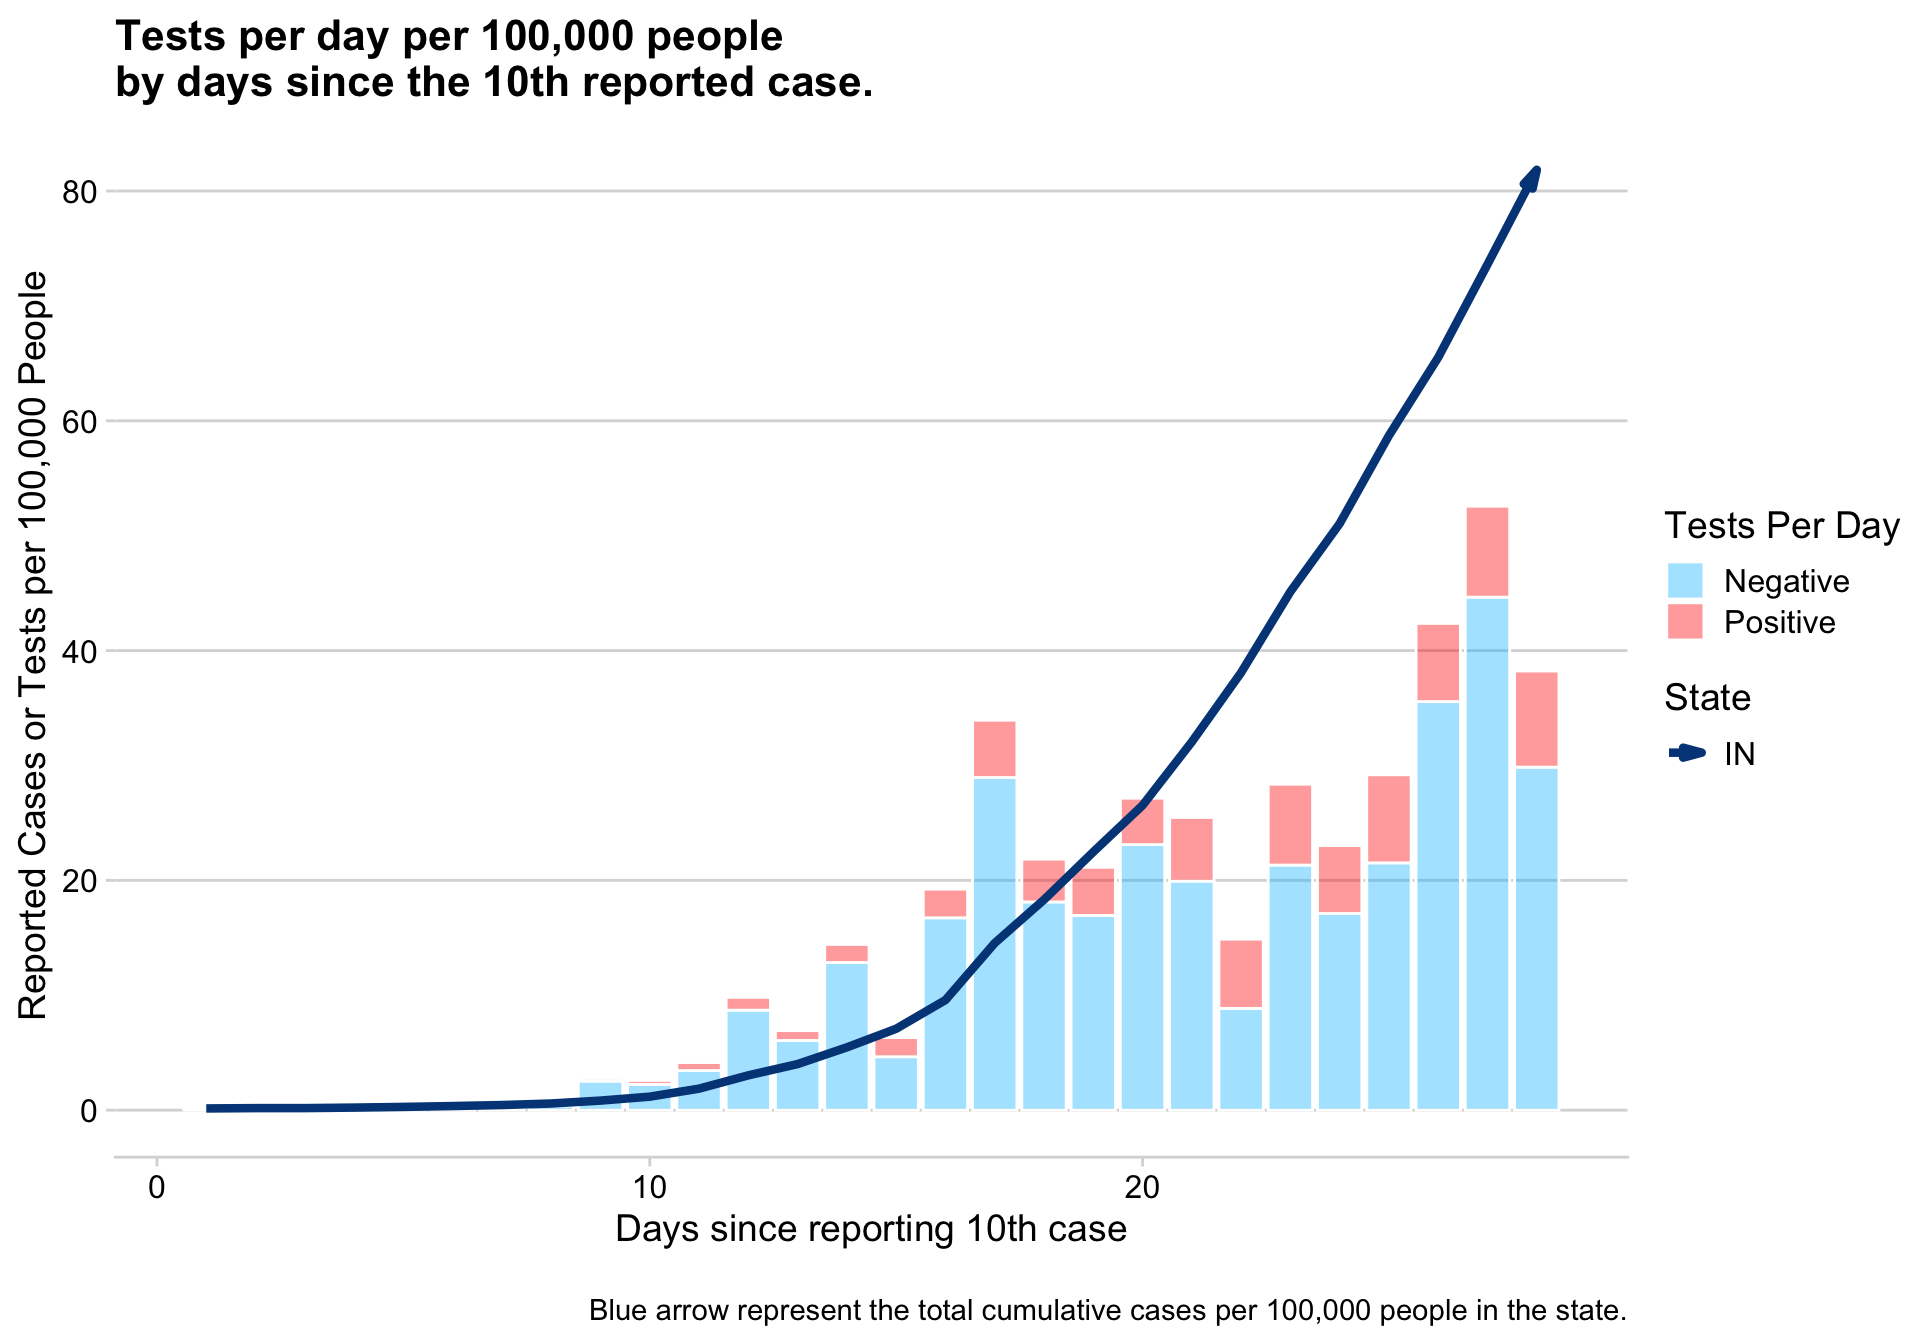 Tests per day per 100,000 people
by days since the 10th reported case.
Reported Cases or Tests per 100,000 People
80
60
40
20
0
0
10
20
Days since reporting 10th case
Tests Per Day
Negative
Positive
State
IN
Blue arrow represent the total cumulative cases per 100,000 people in the state.